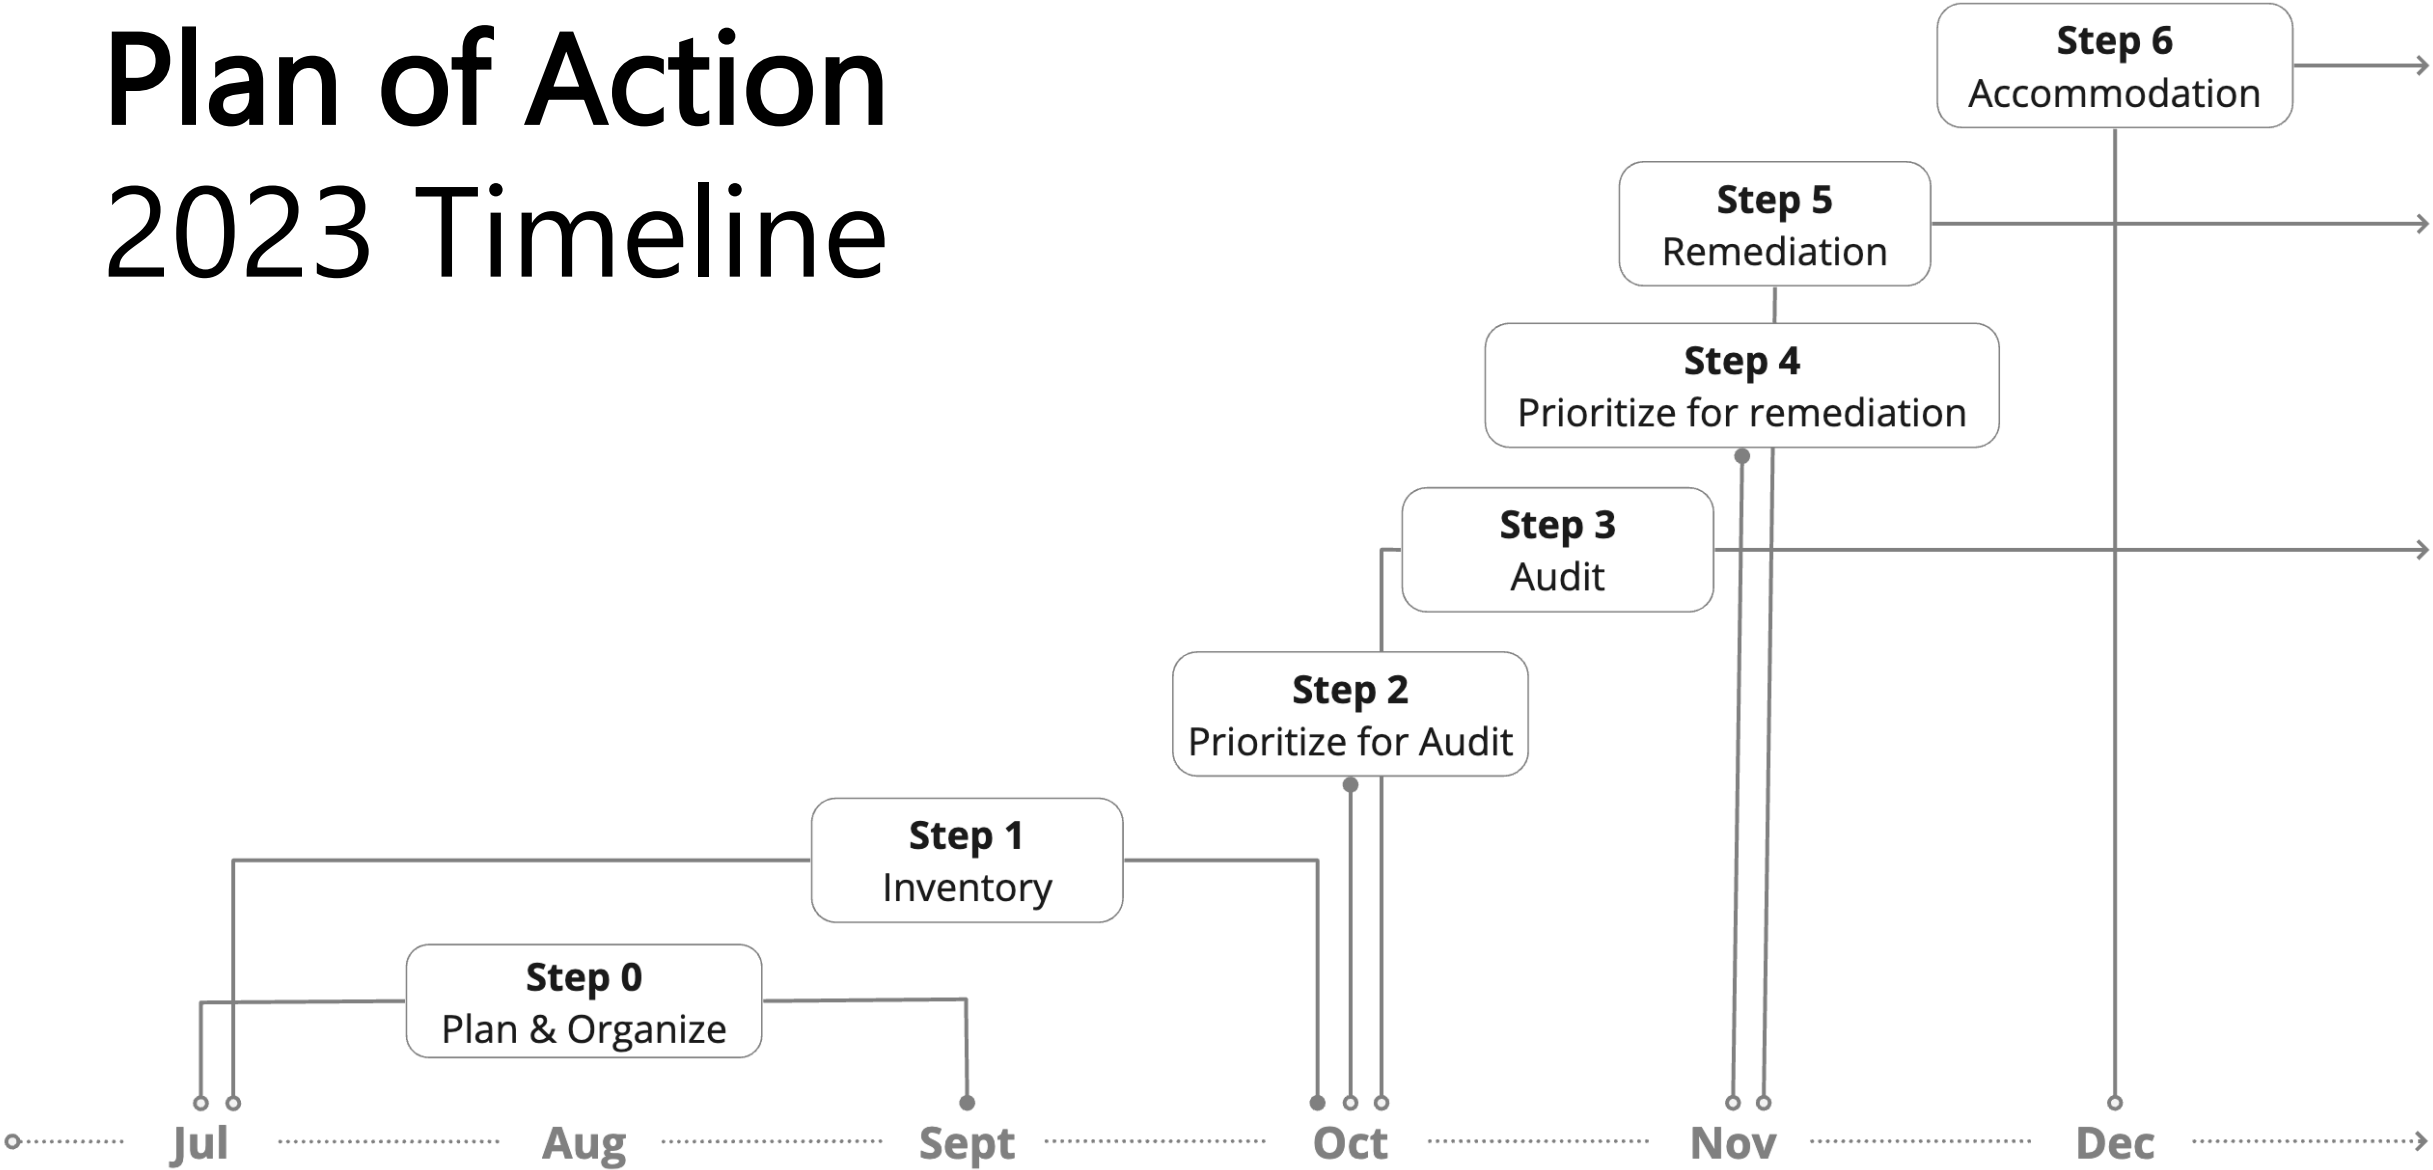 Plan of Action
2023 Timeline
Step 6
Accommodation
Step 5
Remediation
Step 4
Prioritize for remediation
Step 3
Audit
Step 2
Prioritize for Audit
Step 1
Inventory
Step 0
Plan & Organize
Jul Aug Sept Oct Nov Dec